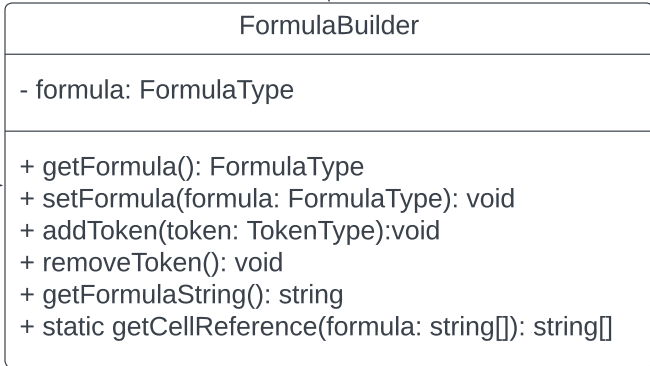 FormulaBuilder
- formula: FormulaType
+ getFormula(): FormulaType
+ setFormula(formula: FormulaType): void
+ addToken(token: TokenType):void
+ removeToken(): void
+ getFormulaString(): string
+ static getCellReference(formula: string[]): string[]